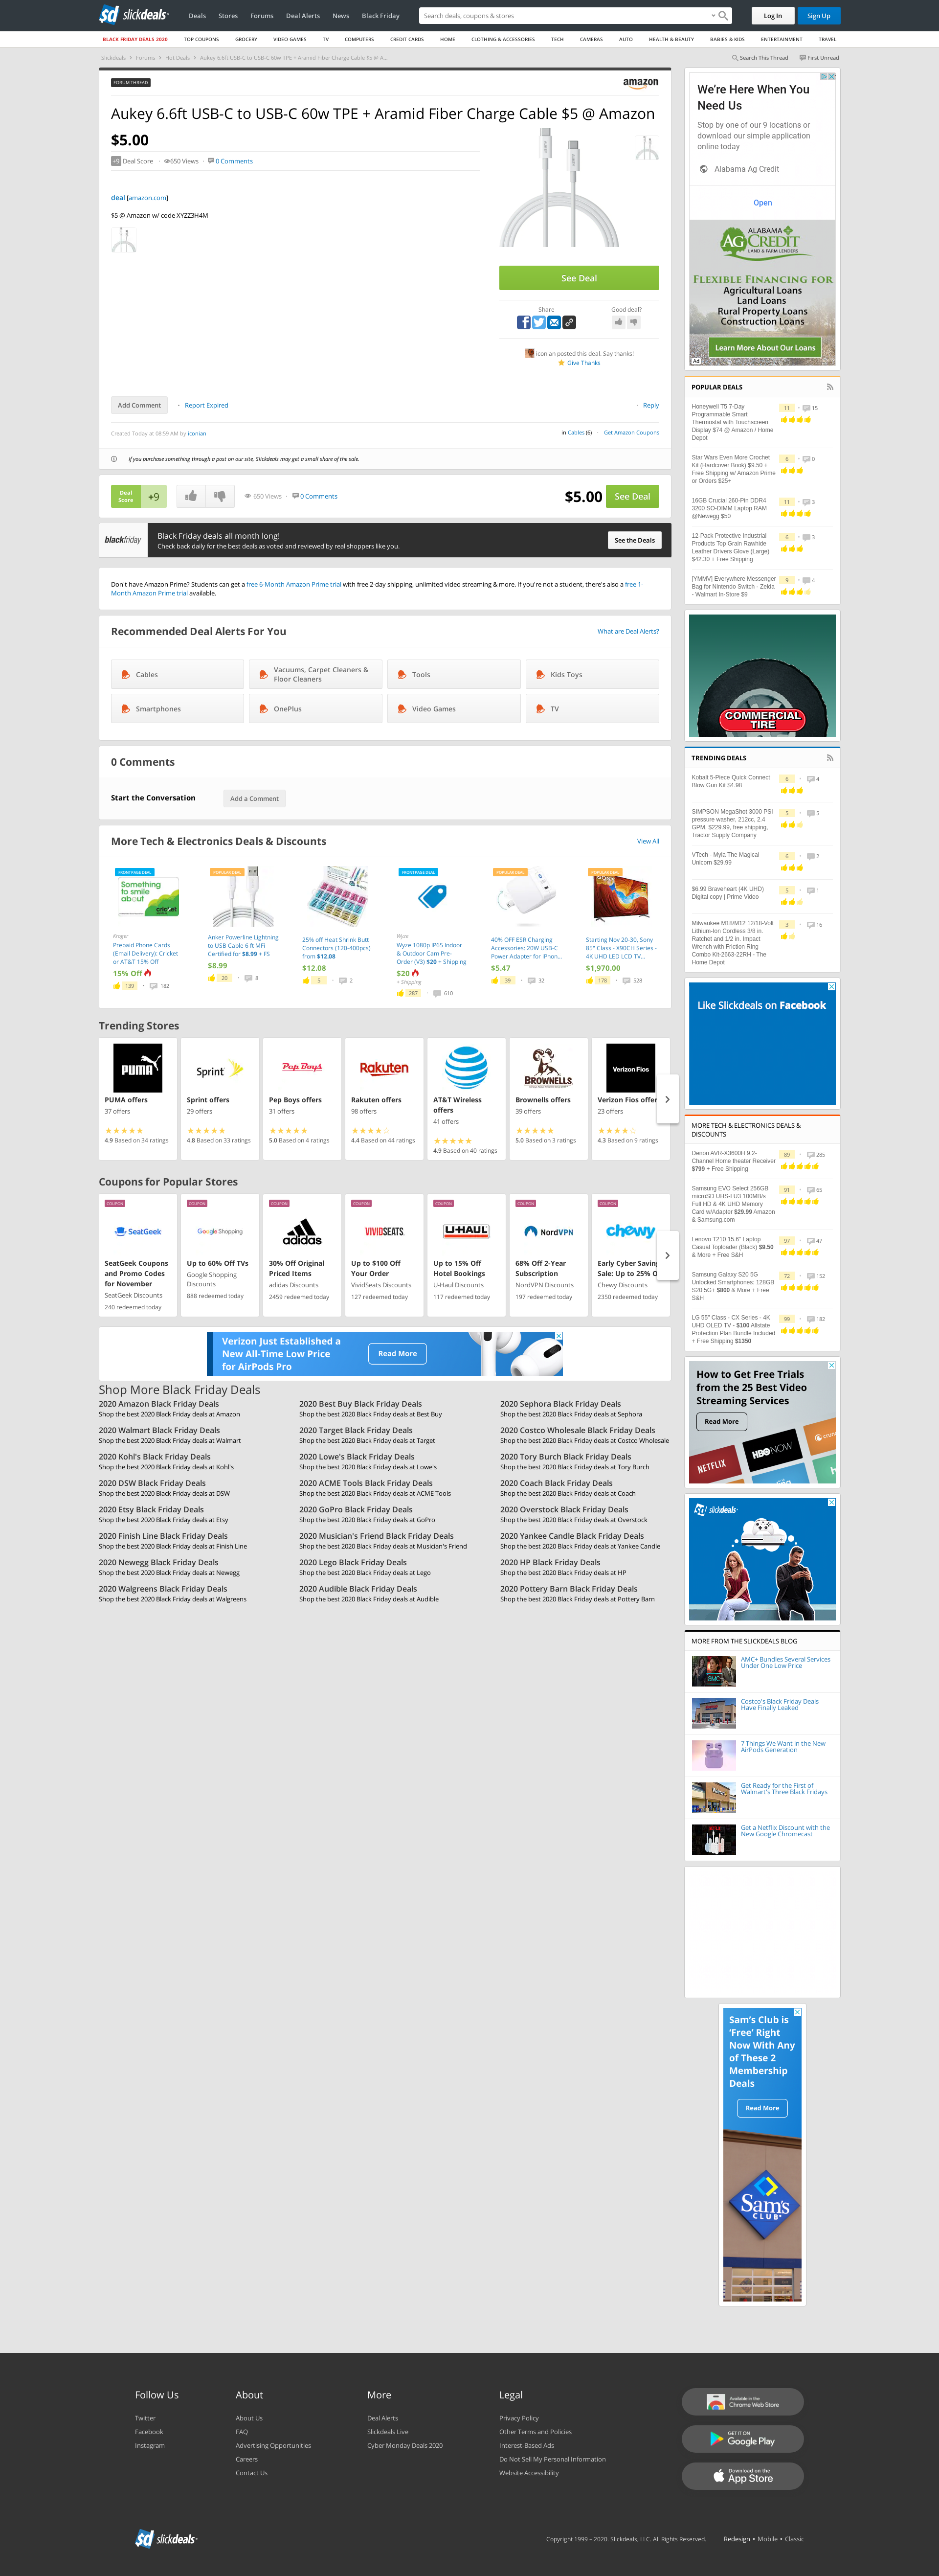 slickdeals
Deals
Stores
Forums
Deal Alerts
News
Black Friday
Search deals, coupons & stores
Log In
Sign Up
BLACK FRIDAY DEALS 2020
TOP COUPONS
GROCERY
VIDEO GAMES
TV
COMPUTERS
CREDIT CARDS
HOME
CLOTHING & ACCESSORIES
TECH
CAMERAS
AUTO
HEALTH & BEAUTY
BABIES & KIDS
ENTERTAINMENT
TRAVEL
Slickdeals > Forums > Hot Deals > Aukey 6.6ft USB-C to USB-C 60w TPE + Aramid Fiber Charge Cable $5 @ A...
Search This Thread
First Unread
FORUM THREAD
amazon
Aukey 6.6ft USB-C to USB-C 60w TPE + Aramid Fiber Charge Cable $5 @ Amazon
$5.00
+9 Deal Score
650 Views
0 Comments
deal [amazon.com]
$5 @ Amazon w/ code XYZZ3H4M
See Deal
Share
Good deal?
iconian posted this deal. Say thanks!
Give Thanks
Add Comment
Report Expired
Reply
Created Today at 08:59 AM by iconian
in Cables (6)
Get Amazon Coupons
If you purchase something through a post on our site, Slickdeals may get a small share of the sale.
Deal Score +9
650 Views
0 Comments
$5.00
See Deal
blackfriday
Black Friday deals all month long!
Check back daily for the best deals as voted and reviewed by real shoppers like you.
See the Deals
Don't have Amazon Prime? Students can get a free 6-Month Amazon Prime trial with free 2-day shipping, unlimited video streaming & more. If you're not a student, there's also a free 1-
Month Amazon Prime trial available.
Recommended Deal Alerts For You
What are Deal Alerts?
Cables
Vacuums, Carpet Cleaners &
Floor Cleaners
Tools
Kids Toys
Smartphones
OnePlus
Video Games
TV
0 Comments
Start the Conversation
Add a Comment
More Tech & Electronics Deals & Discounts
View All
FRONTPAGE DEAL
Something
to smile
about
cricket
Kroger
Prepaid Phone Cards
(Email Delivery): Cricket
or AT&T 15% Off
15% Off
139
182
POPULAR DEAL
Anker Powerline Lightning
to USB Cable 6 ft MFi
Certified for $8.99 + FS
$8.99
20
8
25% off Heat Shrink Butt
Connectors (120-400pcs)
from $12.08
$12.08
5
2
FRONTPAGE DEAL
Wyze
Wyze 1080p IP65 Indoor
& Outdoor Cam Pre-
Order (V3) $20 + Shipping
$20
+ Shipping
287
610
POPULAR DEAL
40% OFF ESR Charging
Accessories: 20W USB-C
Power Adapter for iPhon...
$5.47
39
32
POPULAR DEAL
Starting Nov 20-30, Sony
85" Class - X90CH Series -
4K UHD LED LCD TV...
$1,970.00
178
528
Trending Stores
PUMA
PUMA offers
37 offers
4.9 Based on 34 ratings
Sprint
Sprint offers
29 offers
4.8 Based on 33 ratings
Pep Boys
Pep Boys offers
31 offers
5.0 Based on 4 ratings
Rakuten
Rakuten offers
98 offers
4.4 Based on 44 ratings
AT&T Wireless
offers
41 offers
4.9 Based on 40 ratings
BROWNELLS
Brownells offers
39 offers
5.0 Based on 3 ratings
Verizon Fios
Verizon Fios offer
23 offers
4.3 Based on 9 ratings
Coupons for Popular Stores
COUPON
SeatGeek
SeatGeek Coupons
and Promo Codes
for November
SeatGeek Discounts
240 redeemed today
COUPON
Google Shopping
Up to 60% Off TVs
Google Shopping
Discounts
888 redeemed today
COUPON
adidas
30% Off Original
Priced Items
adidas Discounts
2459 redeemed today
COUPON
VIVIDSEATS
Up to $100 Off
Your Order
VividSeats Discounts
127 redeemed today
COUPON
U-HAUL
Up to 15% Off
Hotel Bookings
U-Haul Discounts
117 redeemed today
COUPON
NordVPN
68% Off 2-Year
Subscription
NordVPN Discounts
197 redeemed today
COUPON
chewy
Early Cyber Saving
Sale: Up to 25% O
Chewy Discounts
2350 redeemed today
Verizon Just Established a
New All-Time Low Price
for AirPods Pro
Read More
Shop More Black Friday Deals
2020 Amazon Black Friday Deals
Shop the best 2020 Black Friday deals at Amazon
2020 Best Buy Black Friday Deals
Shop the best 2020 Black Friday deals at Best Buy
2020 Sephora Black Friday Deals
Shop the best 2020 Black Friday deals at Sephora
2020 Walmart Black Friday Deals
Shop the best 2020 Black Friday deals at Walmart
2020 Target Black Friday Deals
Shop the best 2020 Black Friday deals at Target
2020 Costco Wholesale Black Friday Deals
Shop the best 2020 Black Friday deals at Costco Wholesale
2020 Kohl's Black Friday Deals
Shop the best 2020 Black Friday deals at Kohl's
2020 Lowe's Black Friday Deals
Shop the best 2020 Black Friday deals at Lowe's
2020 Tory Burch Black Friday Deals
Shop the best 2020 Black Friday deals at Tory Burch
2020 DSW Black Friday Deals
Shop the best 2020 Black Friday deals at DSW
2020 ACME Tools Black Friday Deals
Shop the best 2020 Black Friday deals at ACME Tools
2020 Coach Black Friday Deals
Shop the best 2020 Black Friday deals at Coach
2020 Etsy Black Friday Deals
Shop the best 2020 Black Friday deals at Etsy
2020 GoPro Black Friday Deals
Shop the best 2020 Black Friday deals at GoPro
2020 Overstock Black Friday Deals
Shop the best 2020 Black Friday deals at Overstock
2020 Finish Line Black Friday Deals
Shop the best 2020 Black Friday deals at Finish Line
2020 Musician's Friend Black Friday Deals
Shop the best 2020 Black Friday deals at Musician's Friend
2020 Yankee Candle Black Friday Deals
Shop the best 2020 Black Friday deals at Yankee Candle
2020 Newegg Black Friday Deals
Shop the best 2020 Black Friday deals at Newegg
2020 Lego Black Friday Deals
Shop the best 2020 Black Friday deals at Lego
2020 HP Black Friday Deals
Shop the best 2020 Black Friday deals at HP
2020 Walgreens Black Friday Deals
Shop the best 2020 Black Friday deals at Walgreens
2020 Audible Black Friday Deals
Shop the best 2020 Black Friday deals at Audible
2020 Pottery Barn Black Friday Deals
Shop the best 2020 Black Friday deals at Pottery Barn
We're Here When You
Need Us
Stop by one of our 9 locations or
download our simple application
online today
Alabama Ag Credit
Open
ALABAMA
AG CREDIT
FARM, LAND & HOME LENDERS
FLEXIBLE FINANCING FOR
Agricultural Loans
Land Loans
Rural Property Loans
Construction Loans
Learn More About Our Loans
Ad
POPULAR DEALS
Honeywell T5 7-Day
Programmable Smart
Thermostat with Touchscreen
Display $74 @ Amazon / Home
Depot
11
15
Star Wars Even More Crochet
Kit (Hardcover Book) $9.50 +
Free Shipping w/ Amazon Prime
or Orders $25+
6
0
16GB Crucial 260-Pin DDR4
3200 SO-DIMM Laptop RAM
@Newegg $50
11
3
12-Pack Protective Industrial
Products Top Grain Rawhide
Leather Drivers Glove (Large)
$42.30 + Free Shipping
6
3
[YMMV] Everywhere Messenger
Bag for Nintendo Switch - Zelda
- Walmart In-Store $9
9
4
COMMERCIAL
TIRE
TRENDING DEALS
Kobalt 5-Piece Quick Connect
Blow Gun Kit $4.98
6
4
SIMPSON MegaShot 3000 PSI
pressure washer, 212cc, 2.4
GPM, $229.99, free shipping,
Tractor Supply Company
5
5
VTech - Myla The Magical
Unicorn $29.99
6
2
$6.99 Braveheart (4K UHD)
Digital copy | Prime Video
5
1
Milwaukee M18/M12 12/18-Volt
Lithium-Ion Cordless 3/8 in.
Ratchet and 1/2 in. Impact
Wrench with Friction Ring
Combo Kit-2663-22RH - The
Home Depot
3
16
Like Slickdeals on Facebook
MORE TECH & ELECTRONICS DEALS &
DISCOUNTS
Denon AVR-X3600H 9.2-
Channel Home theater Receiver
$799 + Free Shipping
89
285
Samsung EVO Select 256GB
microSD UHS-I U3 100MB/s
Full HD & 4K UHD Memory
Card w/Adapter $29.99 Amazon
& Samsung.com
91
65
Lenovo T210 15.6" Laptop
Casual Toploader (Black) $9.50
& More + Free S&H
97
47
Samsung Galaxy S20 5G
Unlocked Smartphones: 128GB
S20 5G+ $800 & More + Free
S&H
72
152
LG 55" Class - CX Series - 4K
UHD OLED TV - $100 Allstate
Protection Plan Bundle Included
+ Free Shipping $1350
99
182
How to Get Free Trials
from the 25 Best Video
Streaming Services
Read More
NETFLIX
HBO NOW
slickdeals
MORE FROM THE SLICKDEALS BLOG
AMC+ Bundles Several Services
Under One Low Price
Costco's Black Friday Deals
Have Finally Leaked
7 Things We Want in the New
AirPods Generation
Get Ready for the First of
Walmart's Three Black Fridays
Get a Netflix Discount with the
New Google Chromecast
Sam's Club is
'Free' Right
Now With Any
of These 2
Membership
Deals
Read More
Sam's
CLUB
Follow Us
Twitter
Facebook
Instagram
About
About Us
FAQ
Advertising Opportunities
Careers
Contact Us
More
Deal Alerts
Slickdeals Live
Cyber Monday Deals 2020
Legal
Privacy Policy
Other Terms and Policies
Interest-Based Ads
Do Not Sell My Personal Information
Website Accessibility
Available in the
Chrome Web Store
GET IT ON
Google Play
Download on the
App Store
slickdeals
Copyright 1999 – 2020. Slickdeals, LLC. All Rights Reserved.
Redesign • Mobile • Classic